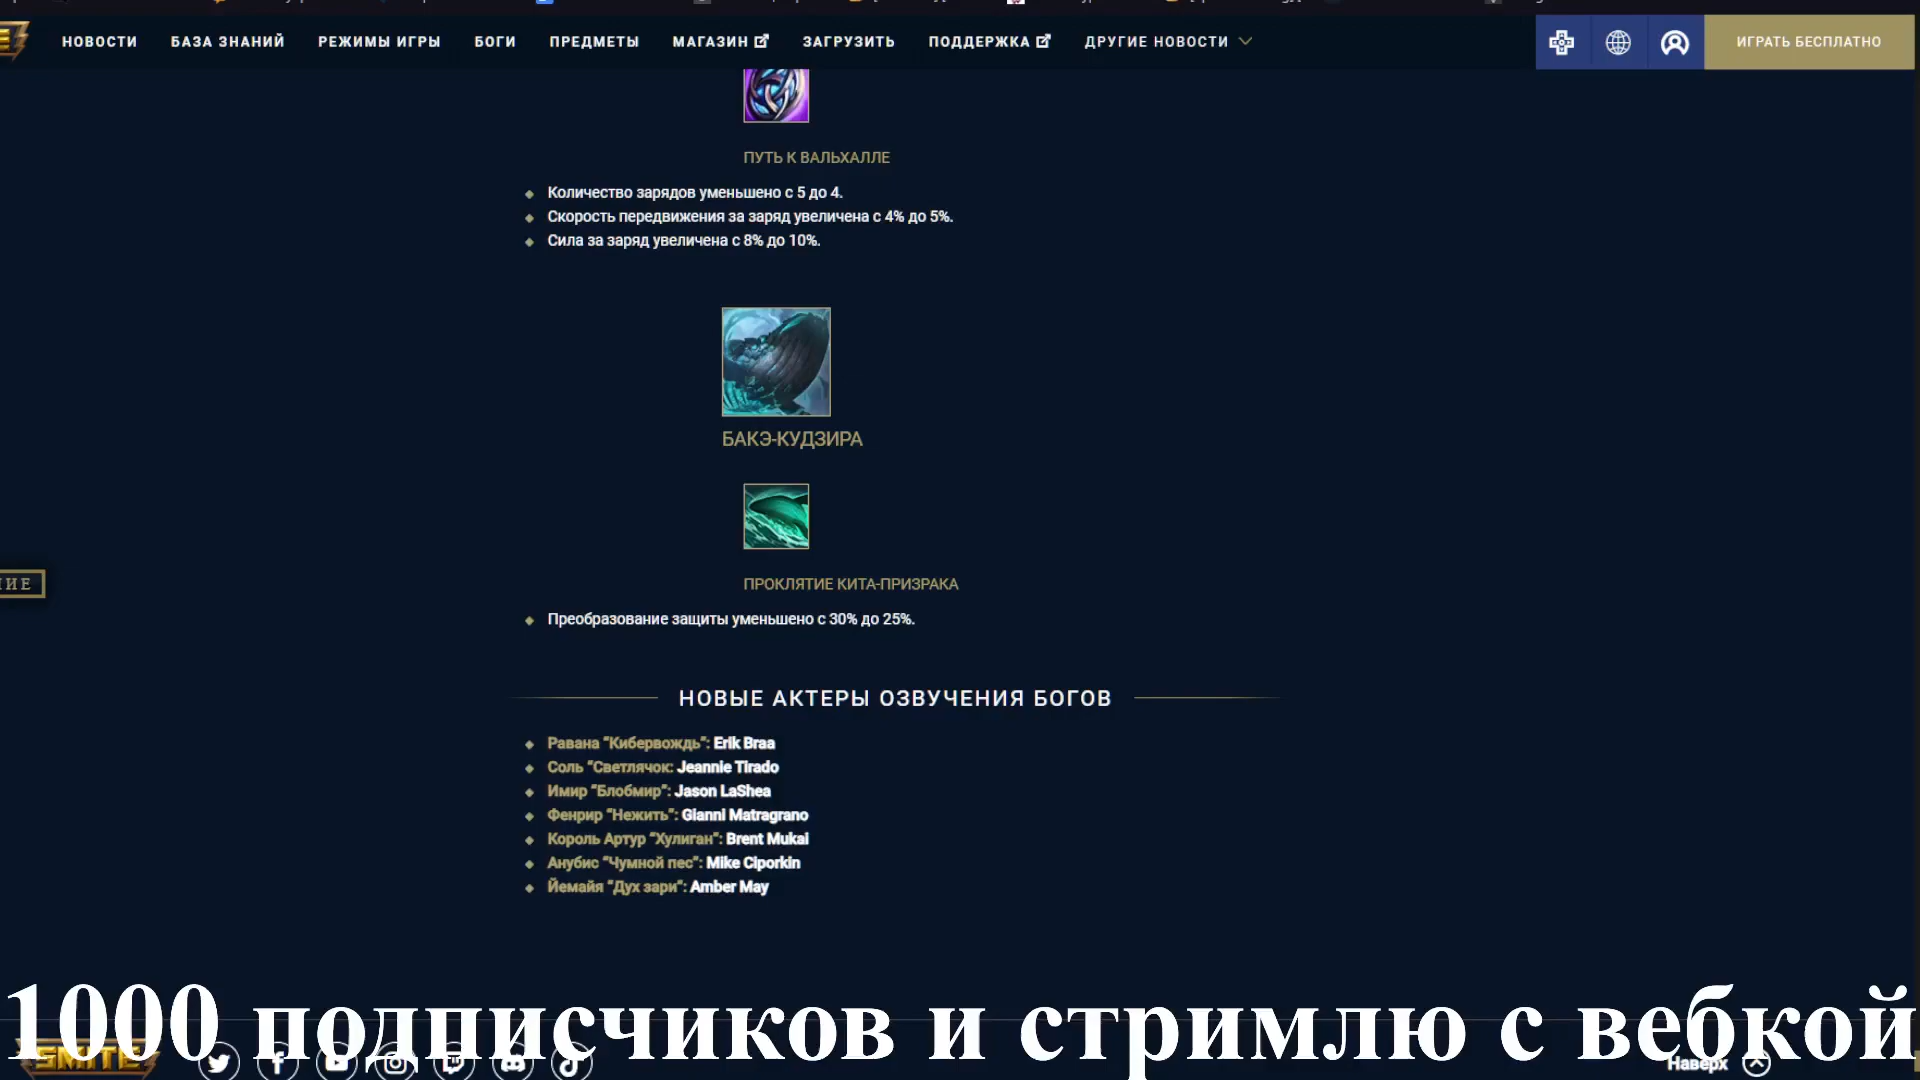 НОВОСТИ БАЗА ЗНАНИЙ РЕЖИМЫ ИГРЫ БОГИ ПРЕДМЕТЫ МАГАЗИН ЗАГРУЗИТЬ ПОДДЕРЖКА ДРУГИЕ НОВОСТИ ИГРАТЬ БЕСПЛАТНО
ПУТЬ К ВАЛЬХАЛЛЕ
Количество зарядов уменьшено с 5 до 4.
Скорость передвижения за заряд увеличена с 4% до 5%.
Сила за заряд увеличена с 8% до 10%.
БАКЭ-КУДЗИРА
ПРОКЛЯТИЕ КИТА-ПРИЗРАКА
Преобразование защиты уменьшено с 30% до 25%.
НОВЫЕ АКТЕРЫ ОЗВУЧЕНИЯ БОГОВ
Равана “Кибервождь”: Erik Braa
Соль “Светлячок: Jeannie Tirado
Имир “Блобмир”: Jason LaShea
Фенрир “Нежить”: Gianni Matragrano
Король Артур “Хулиган”: Brent Mukai
Анубис “Чумной пес”: Mike Ciporkin
Йемайя “Дух зари”: Amber May
1000 подписчиков и стримлю с вебкой
SMITE Наверх